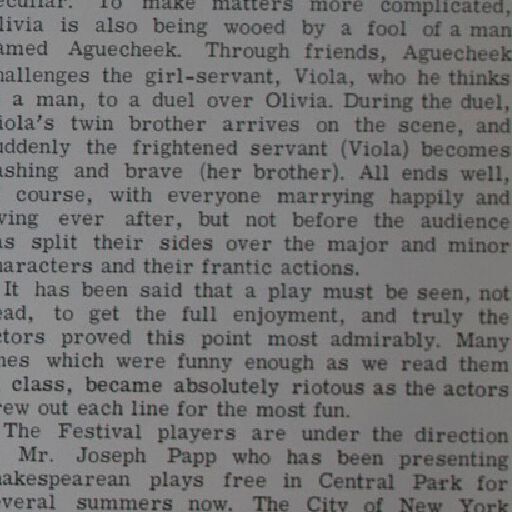 eculiar. To make matters more complicated,
livia is also being wooed by a fool of a man
amed Aguecheek. Through friends, Aguecheek
hallenges the girl-servant, Viola, who he thinks
a man, to a duel over Olivia. During the duel,
iola's twin brother arrives on the scene, and
uddenly the frightened servant (Viola) becomes
ashing and brave (her brother). All ends well,
course, with everyone marrying happily and
ving ever after, but not before the audience
as split their sides over the major and minor
haracters and their frantic actions.
It has been said that a play must be seen, not
ead, to get the full enjoyment, and truly the
ctors proved this point most admirably. Many
nes which were funny enough as we read them
class, became absolutely riotous as the actors
rew out each line for the most fun.
The Festival players are under the direction
Mr. Joseph Papp who has been presenting
hakespearean plays free in Central Park for
everal summers now. The City of New York